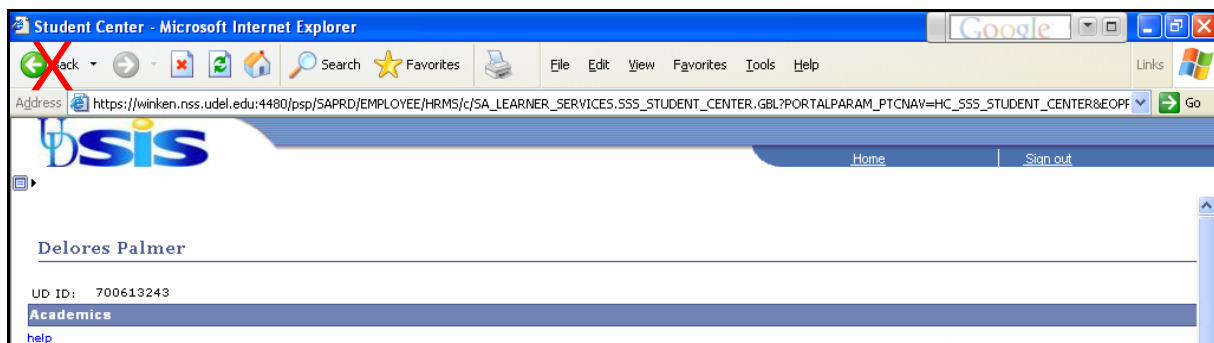 Student Center - Microsoft Internet Explorer Google
Back Search Favorites File Edit View Favorites Tools Help Links
Address https://winken.nss.udel.edu:4480/psp/SAPRD/EMPLOYEE/HRMS/c/SA_LEARNER_SERVICES.SSS_STUDENT_CENTER.GBL?PORTALPARAM_PTCNAV=HC_SSS_STUDENT_CENTER&EOPF Go
UDSIS
Home Sign out
Delores Palmer
UD ID: 700613243
Academics
help